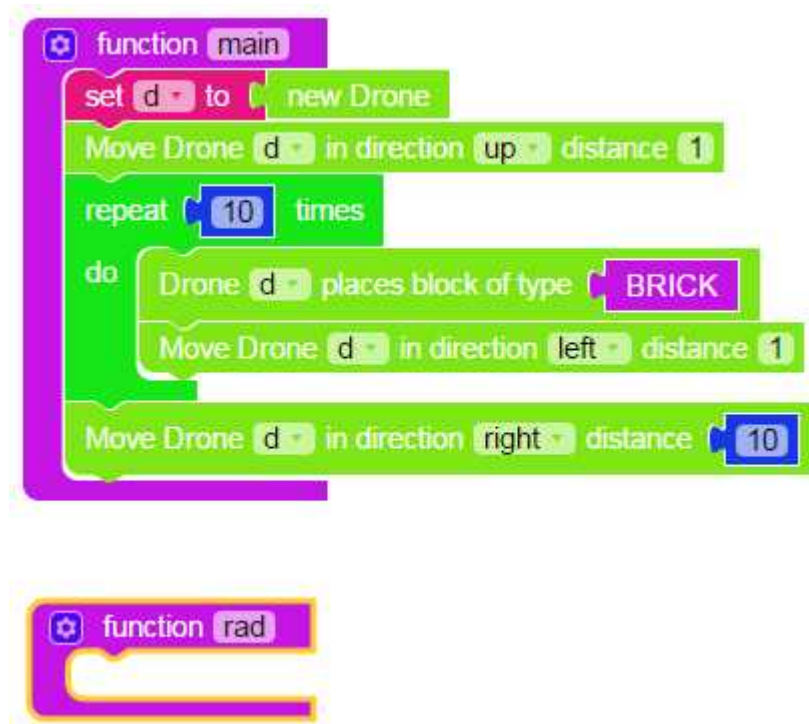 function main
set d to new Drone
Move Drone d in direction up distance 1
repeat 10 times
do
Drone d places block of type BRICK
Move Drone d in direction left distance 1
Move Drone d in direction right distance 10
function rad